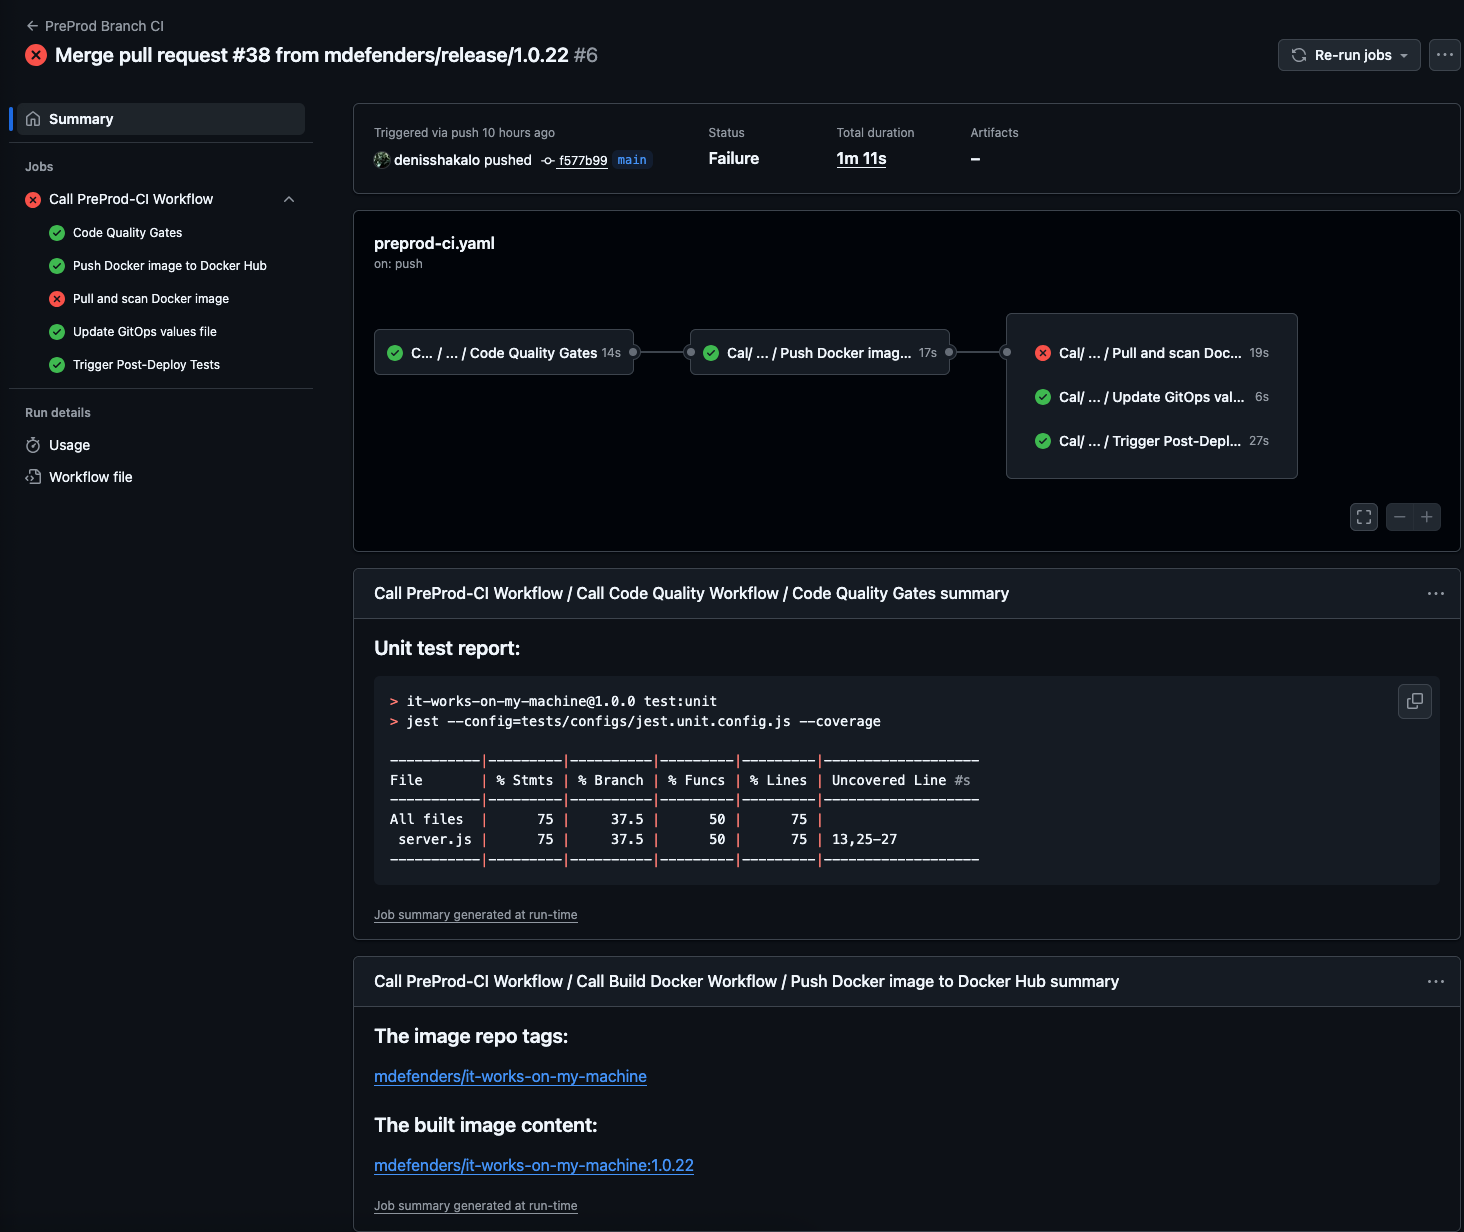 ← PreProd Branch CI
Merge pull request #38 from mdefenders/release/1.0.22 #6
Re-run jobs
Summary
Jobs
Call PreProd-CI Workflow
Code Quality Gates
Push Docker image to Docker Hub
Pull and scan Docker image
Update GitOps values file
Trigger Post-Deploy Tests
Run details
Usage
Workflow file
Triggered via push 10 hours ago
denisshakalo pushed f577b99 main
Status
Failure
Total duration
1m 11s
Artifacts
–
preprod-ci.yaml
on: push
C... / ... / Code Quality Gates 14s
Cal/ ... / Push Docker imag... 17s
Cal/ ... / Pull and scan Doc... 19s
Cal/ ... / Update GitOps val... 6s
Cal/ ... / Trigger Post-Depl... 27s
Call PreProd-CI Workflow / Call Code Quality Workflow / Code Quality Gates summary
Unit test report:
> it-works-on-my-machine@1.0.0 test:unit
> jest --config=tests/configs/jest.unit.config.js --coverage
-----------|---------|----------|---------|---------|-------------------
File       | % Stmts | % Branch | % Funcs | % Lines | Uncovered Line #s
-----------|---------|----------|---------|---------|-------------------
All files  |      75 |     37.5 |      50 |      75 |
 server.js |      75 |     37.5 |      50 |      75 | 13,25-27
-----------|---------|----------|---------|---------|-------------------
Job summary generated at run-time
Call PreProd-CI Workflow / Call Build Docker Workflow / Push Docker image to Docker Hub summary
The image repo tags:
mdefenders/it-works-on-my-machine
The built image content:
mdefenders/it-works-on-my-machine:1.0.22
Job summary generated at run-time